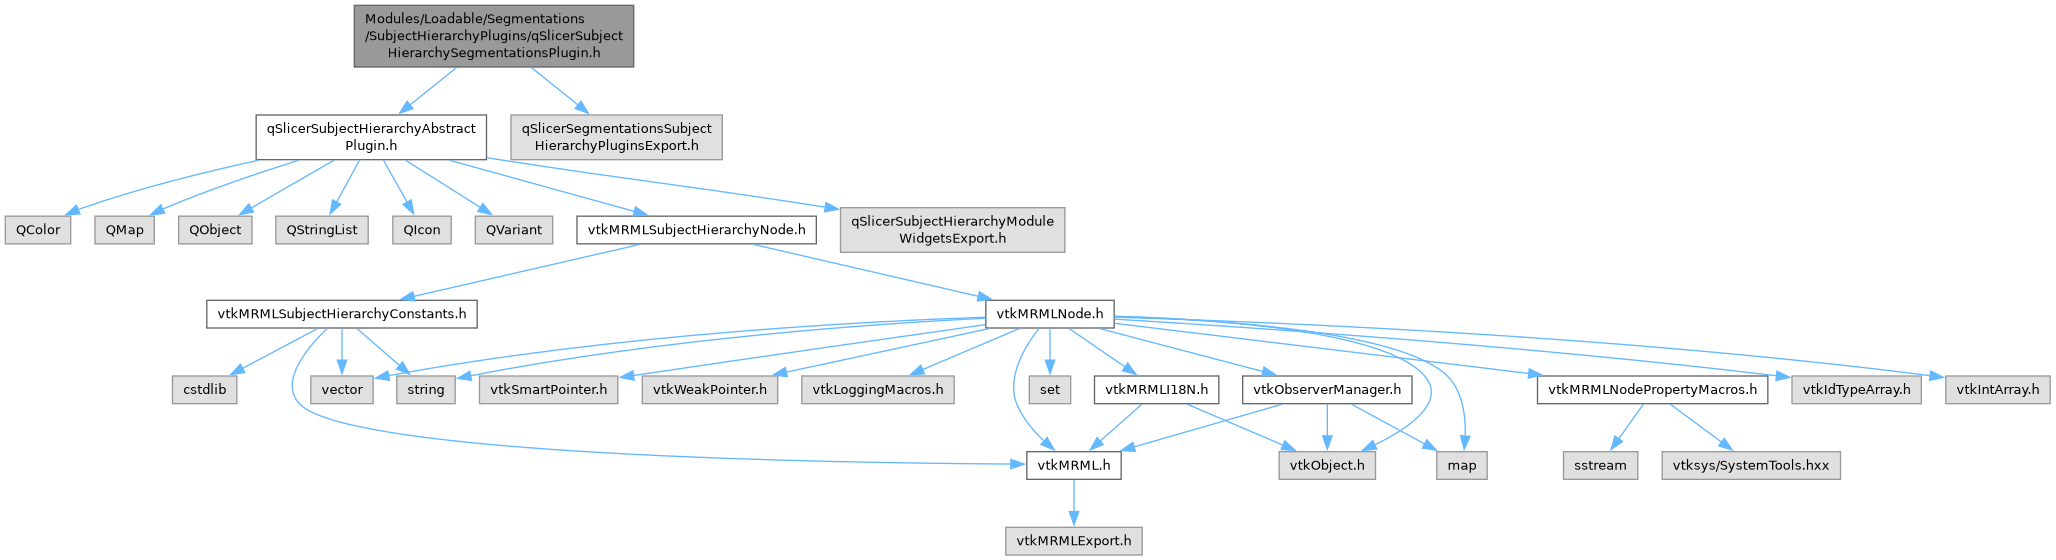 Modules/Loadable/Segmentations
/SubjectHierarchyPlugins/qSlicerSubject
HierarchySegmentationsPlugin.h
qSlicerSubjectHierarchyAbstract
Plugin.h
qSlicerSegmentationsSubject
HierarchyPluginsExport.h
QColor
QMap
QObject
QStringList
QIcon
QVariant
vtkMRMLSubjectHierarchyNode.h
qSlicerSubjectHierarchyModule
WidgetsExport.h
vtkMRMLSubjectHierarchyConstants.h
vtkMRMLNode.h
cstdlib
vector
string
vtkSmartPointer.h
vtkWeakPointer.h
vtkLoggingMacros.h
set
vtkMRMLI18N.h
vtkObserverManager.h
vtkMRMLNodePropertyMacros.h
vtkIdTypeArray.h
vtkIntArray.h
vtkMRML.h
vtkObject.h
map
sstream
vtksys/SystemTools.hxx
vtkMRMLExport.h